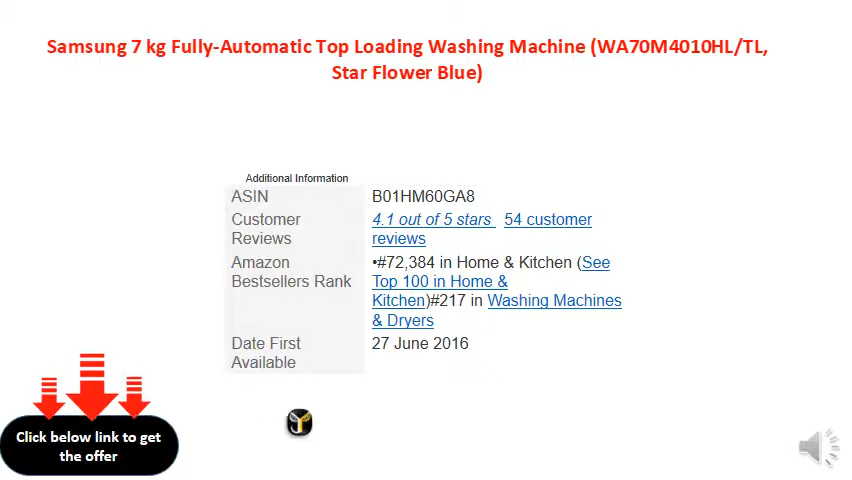 Samsung 7 kg Fully-Automatic Top Loading Washing Machine (WA70M4010HL/TL,
Star Flower Blue)
Additional Information
ASIN B01HM60GA8
Customer 4.1 out of 5 stars 54 customer
Reviews reviews
Amazon •#72,384 in Home & Kitchen (See
Bestsellers Rank Top 100 in Home &
Kitchen)#217 in Washing Machines
& Dryers
Date First 27 June 2016
Available
Click below link to get
the offer